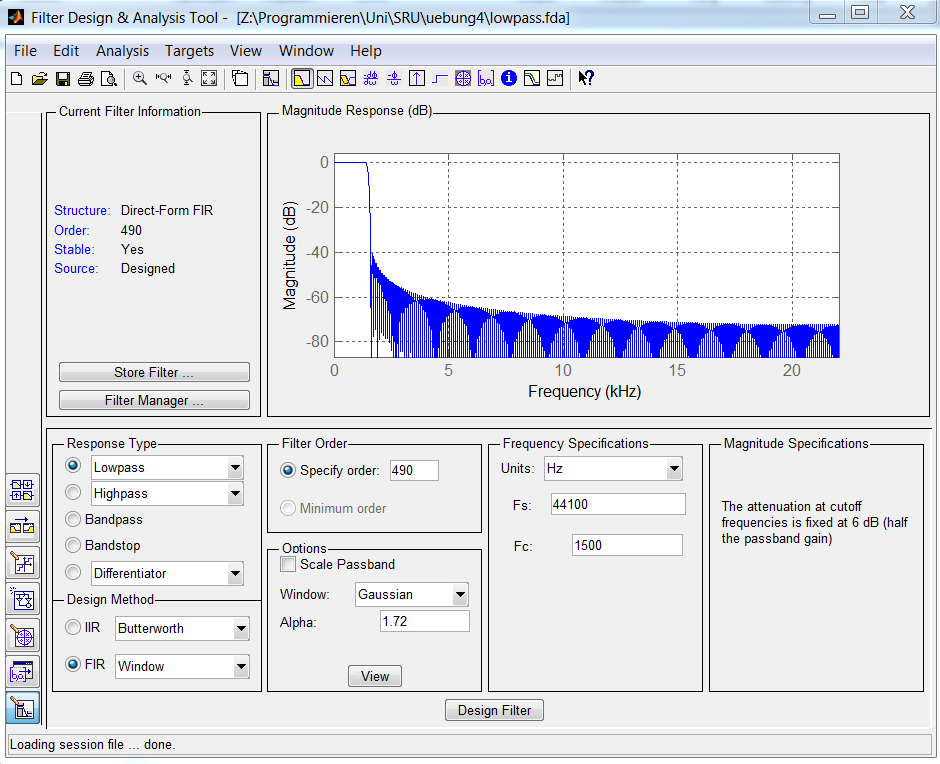 Filter Design & Analysis Tool - [Z:\Programmieren\Uni\SRU\uebung4\lowpass.fda]
File Edit Analysis Targets View Window Help
Current Filter Information
Structure: Direct-Form FIR
Order: 490
Stable: Yes
Source: Designed
Store Filter ...
Filter Manager ...
Magnitude Response (dB)
Magnitude (dB)
0
-20
-40
-60
-80
0 5 10 15 20
Frequency (kHz)
Response Type
Lowpass
Highpass
Bandpass
Bandstop
Differentiator
Design Method
IIR Butterworth
FIR Window
Filter Order
Specify order: 490
Minimum order
Options
Scale Passband
Window: Gaussian
Alpha: 1.72
View
Frequency Specifications
Units: Hz
Fs: 44100
Fc: 1500
Magnitude Specifications
The attenuation at cutoff
frequencies is fixed at 6 dB (half
the passband gain)
Design Filter
Loading session file ... done.